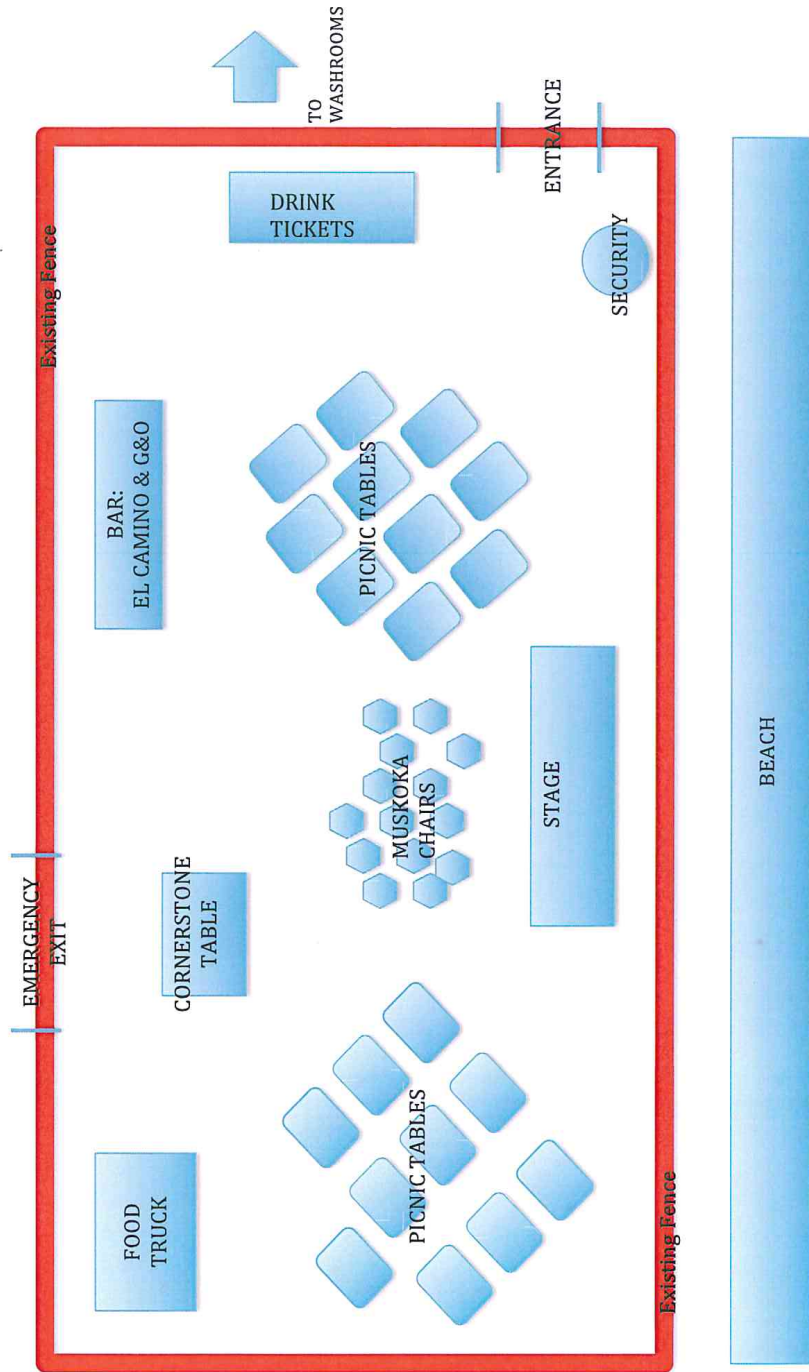 TO
WASHROOMS
ENTRANCE
Existing Fence
DRINK
TICKETS
SECURITY
BAR:
EL CAMINO & G&O
PICNIC TABLES
EMERGENCY
EXIT
CORNERSTONE
TABLE
MUSKOKA
CHAIRS
STAGE
BEACH
FOOD
TRUCK
PICNIC TABLES
Existing Fence